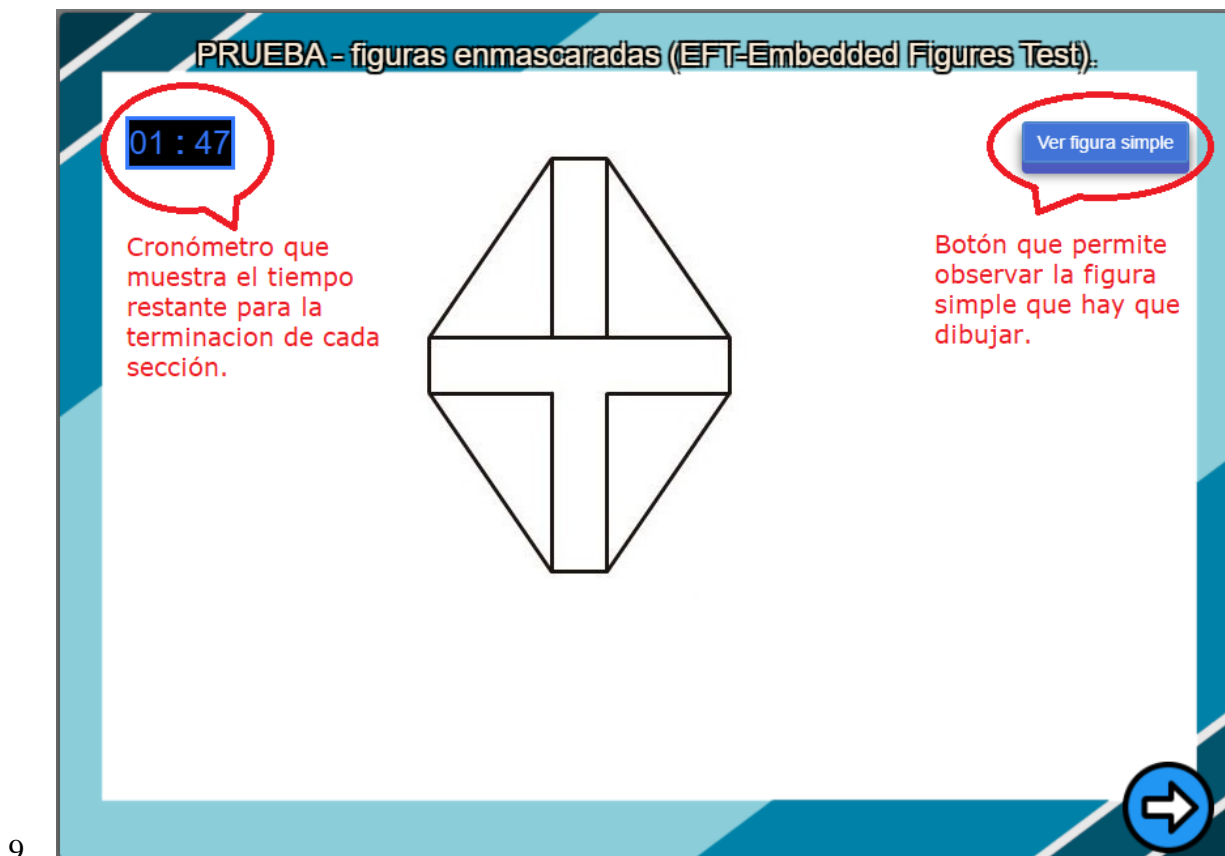 PRUEBA - figuras enmascaradas (EFT-Embedded Figures Test).
01 : 47
Ver figura simple
Cronómetro que
muestra el tiempo
restante para la
terminacion de cada
sección.
Botón que permite
observar la figura
simple que hay que
dibujar.
9